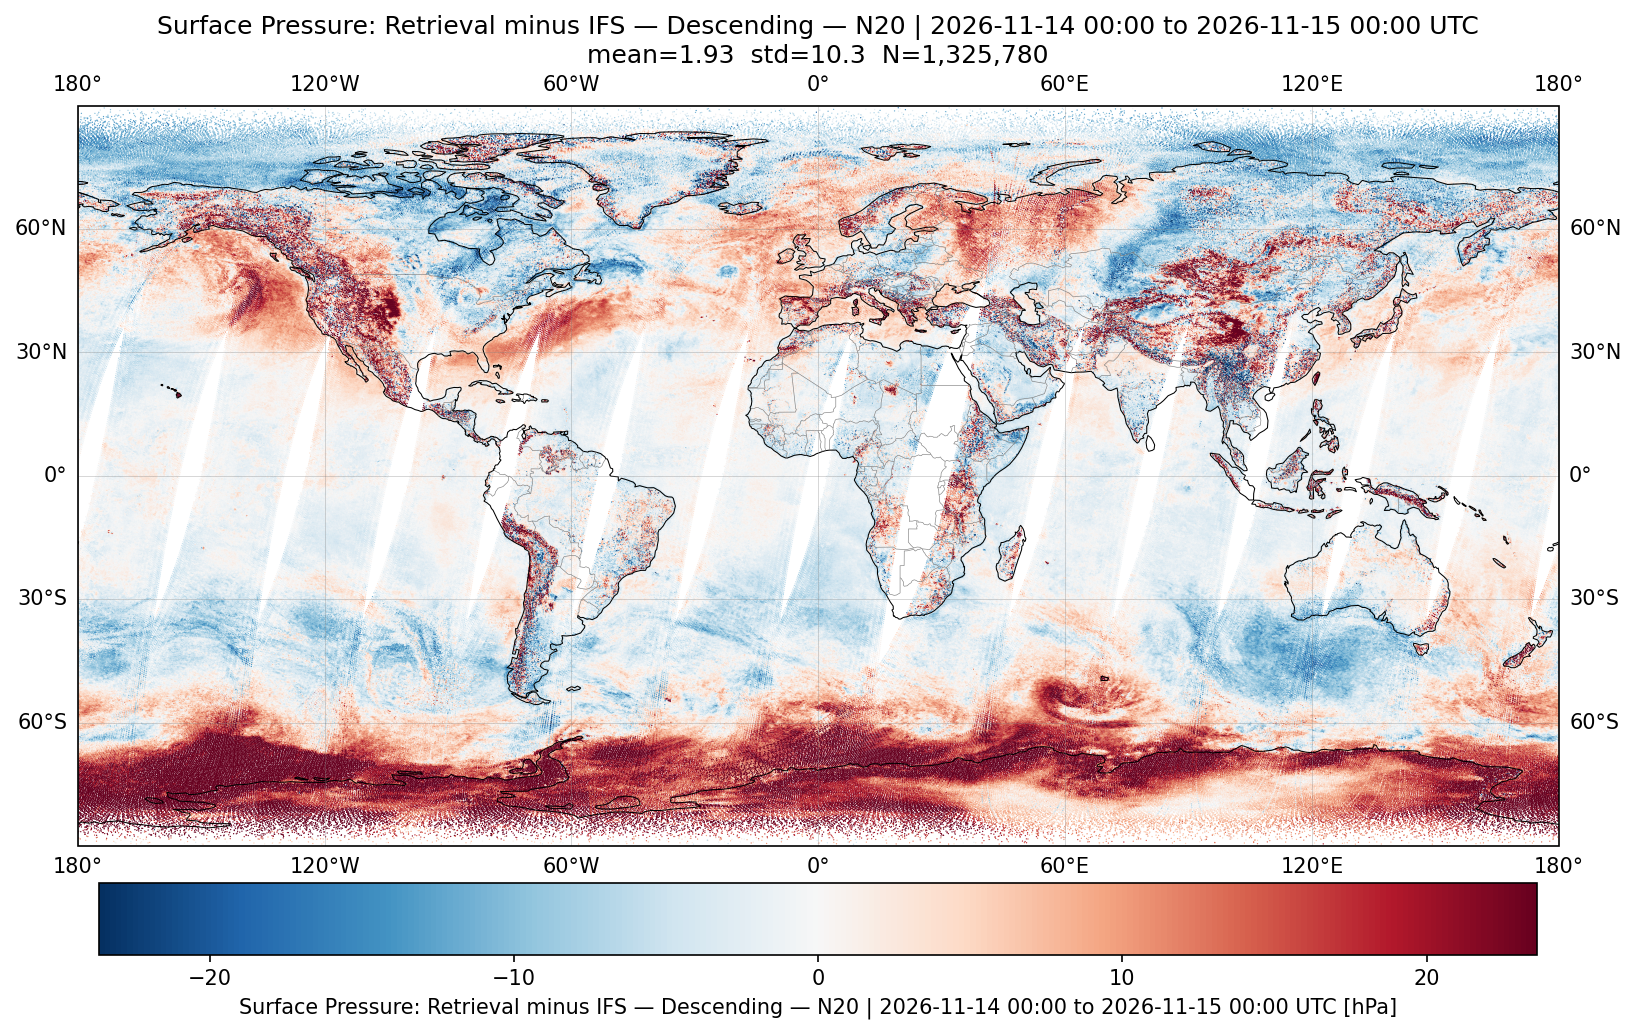 Surface Pressure: Retrieval minus IFS — Descending — N20 | 2026-11-14 00:00 to 2026-11-15 00:00 UTC
mean=1.93  std=10.3  N=1,325,780
180° 120°W 60°W 0° 60°E 120°E 180°
60°N 60°N
30°N 30°N
0° 0°
30°S 30°S
60°S 60°S
180° 120°W 60°W 0° 60°E 120°E 180°
−20 −10 0 10 20
Surface Pressure: Retrieval minus IFS — Descending — N20 | 2026-11-14 00:00 to 2026-11-15 00:00 UTC [hPa]